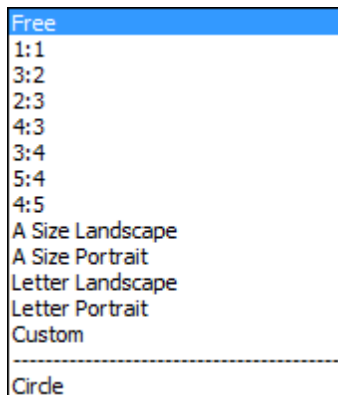 Free
1:1
3:2
2:3
4:3
3:4
5:4
4:5
A Size Landscape
A Size Portrait
Letter Landscape
Letter Portrait
Custom
------------------------------------------
Circle